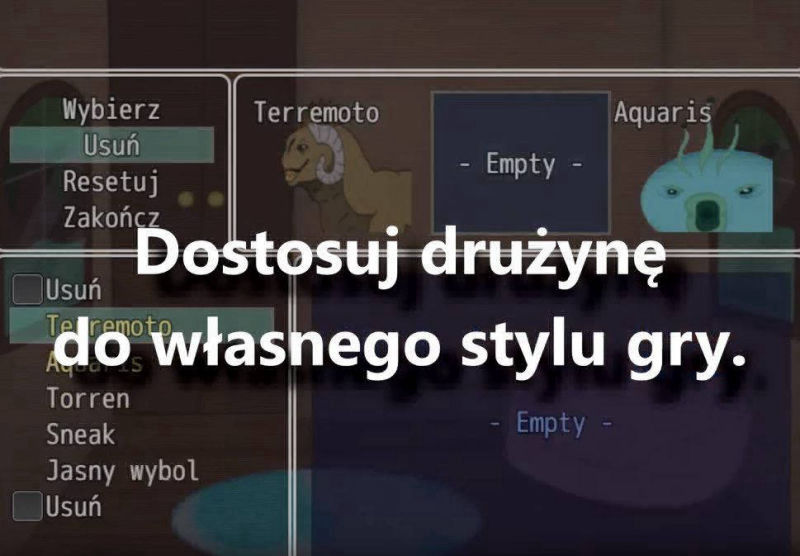 Wybierz
Usuń
Resetuj
Zakończ
Terremoto
- Empty -
Aquaris
Dostosuj drużynę
do własnego stylu gry.
Usuń
Terremoto
Aquaris
Torren
Sneak
Jasny wybol
Usuń
- Empty -